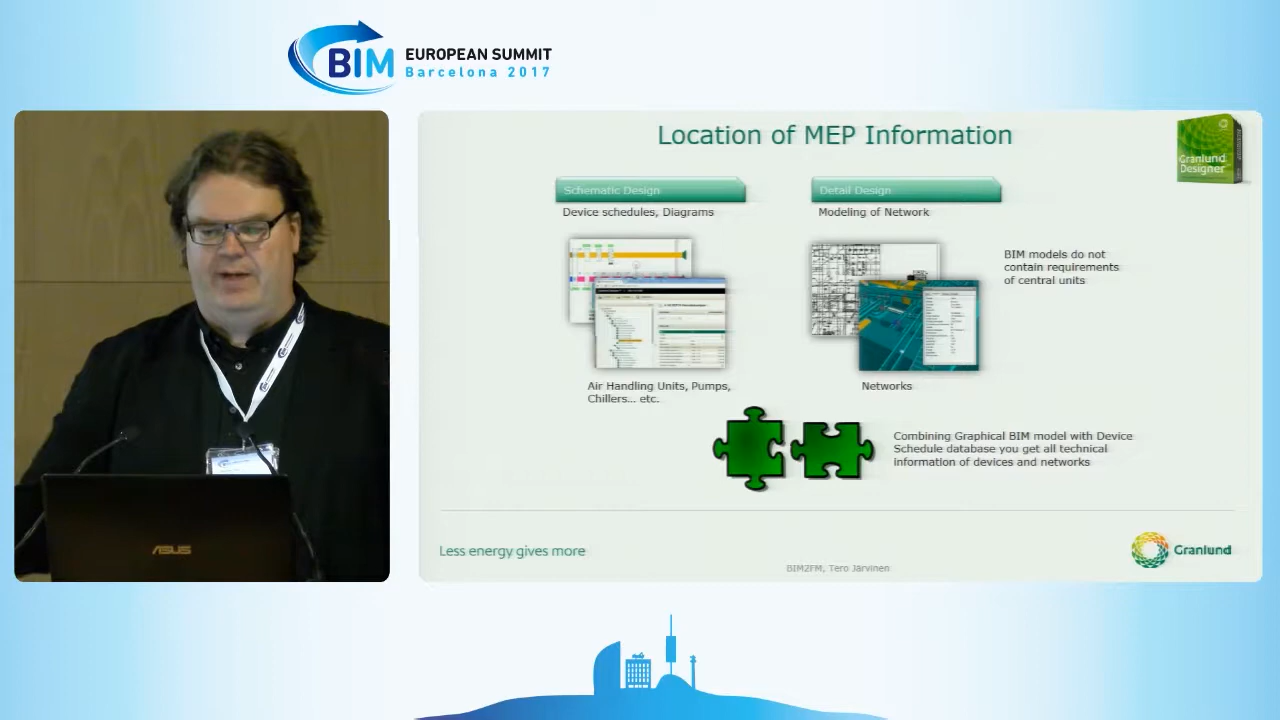 BIM EUROPEAN SUMMIT
Barcelona 2017
Location of MEP Information
Granlund
Designer
Schematic Design
Detail Design
Device schedules, Diagrams
Modeling of Network
BIM models do not
contain requirements
of central units
Air Handling Units, Pumps,
Chillers... etc.
Networks
Combining Graphical BIM model with Device
Schedule database you get all technical
information of devices and networks
ASUS
Less energy gives more
Granlund
BIM2FM, Tero Järvinen